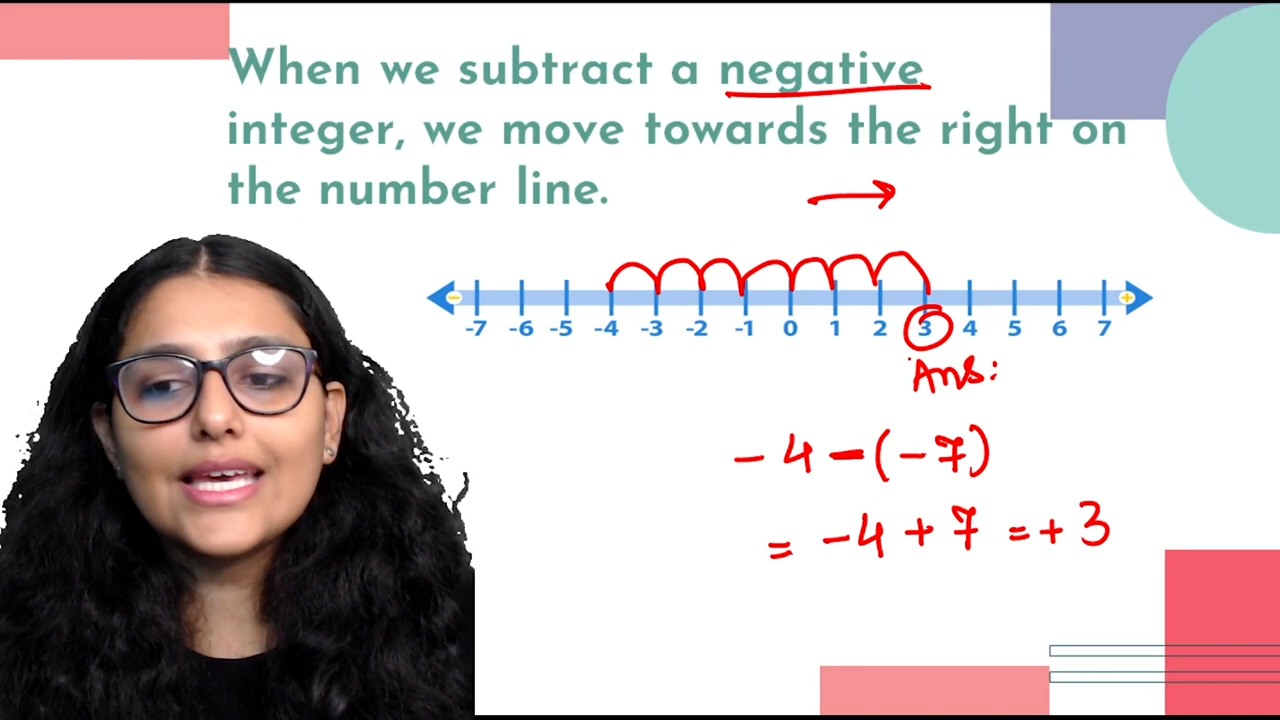 When we subtract a negative
integer, we move towards the right on
the number line.
-7 -6 -5 -4 -3 -2 -1 0 1 2 3 4 5 6 7
Ans:
-4-(-7)
= -4+7=+3